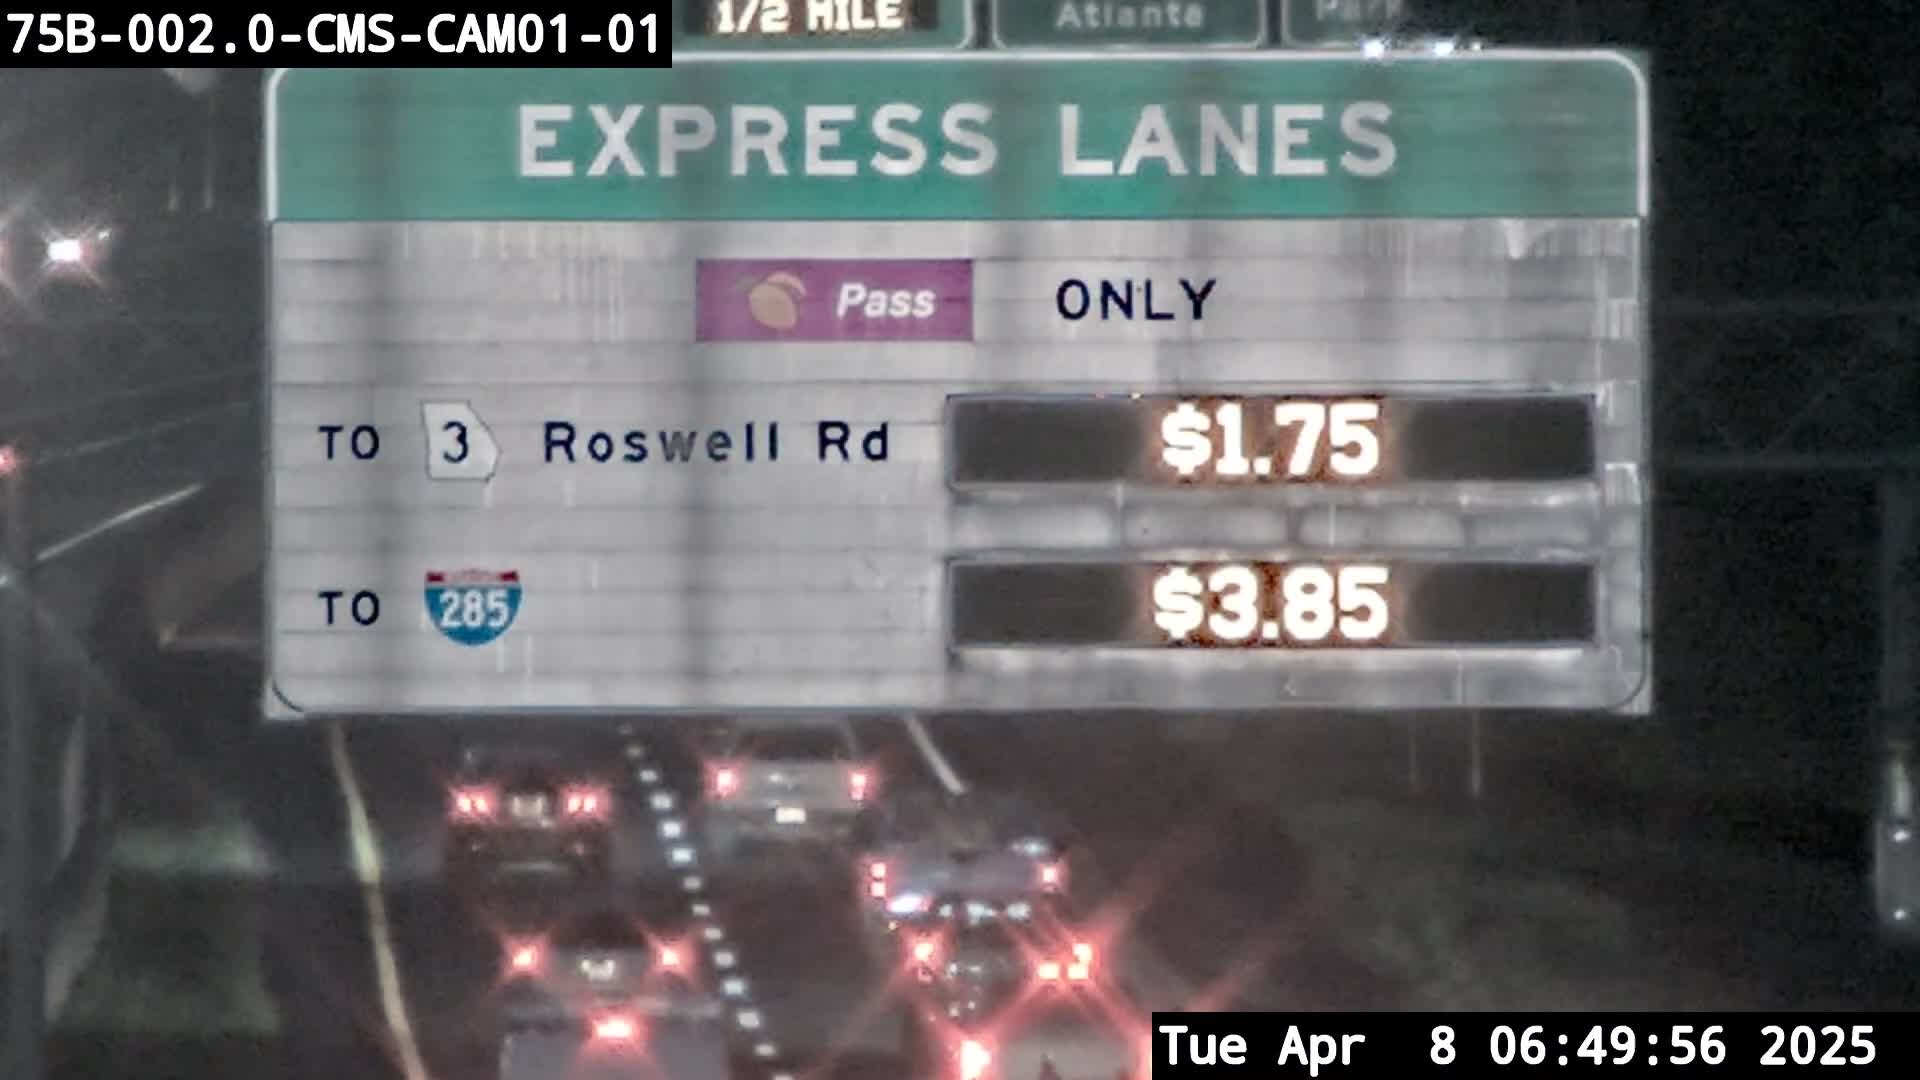 75B-002.0-CMS-CAM01-01
1/2 MILE
Atlanta
Park
EXPRESS LANES
Pass ONLY
TO 3 Roswell Rd $1.75
TO 285 $3.85
Tue Apr 8 06:49:56 2025